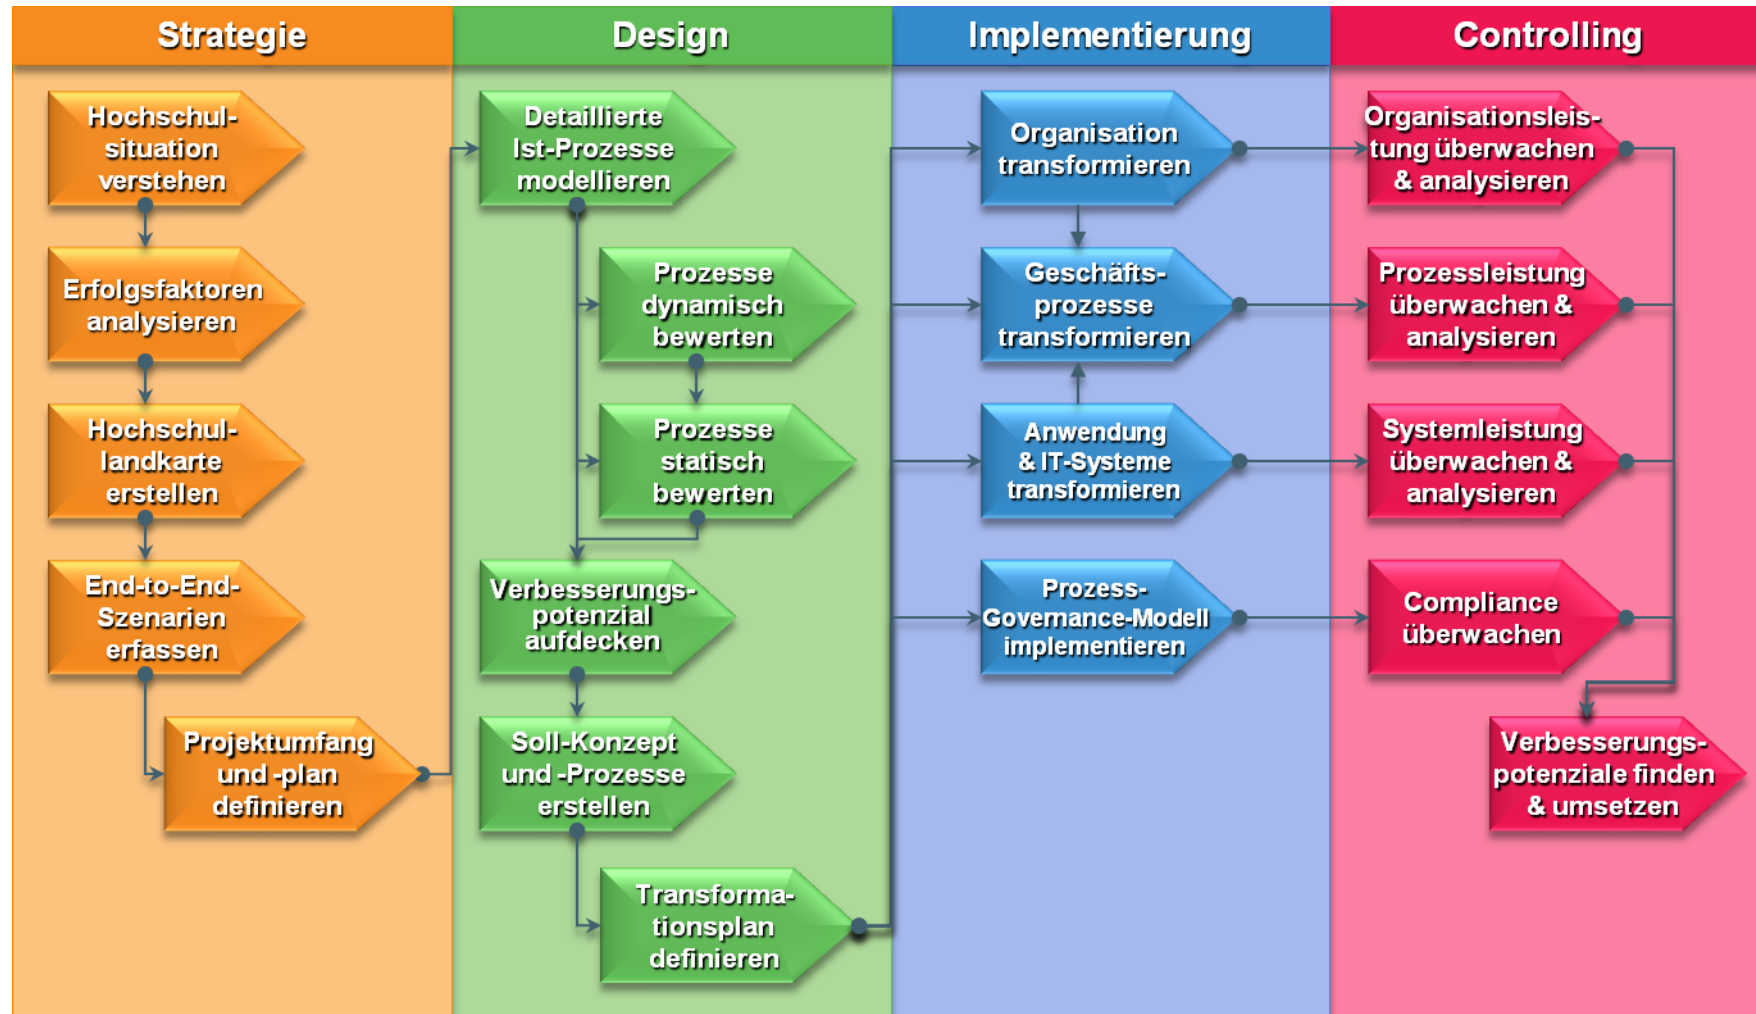 Strategie
Design
Implementierung
Controlling
Hochschul-
situation
verstehen
Erfolgsfaktoren
analysieren
Hochschul-
landkarte
erstellen
End-to-End-
Szenarien
erfassen
Projektumfang
und -plan
definieren
Detaillierte
Ist-Prozesse
modellieren
Prozesse
dynamisch
bewerten
Prozesse
statisch
bewerten
Verbesserungs-
potenzial
aufdecken
Soll-Konzept
und -Prozesse
erstellen
Transforma-
tionsplan
definieren
Organisation
transformieren
Geschäfts-
prozesse
transformieren
Anwendung
& IT-Systeme
transformieren
Prozess-
Governance-Modell
implementieren
Organisationsleis-
tung überwachen
& analysieren
Prozessleistung
überwachen &
analysieren
Systemleistung
überwachen &
analysieren
Compliance
überwachen
Verbesserungs-
potenziale finden
& umsetzen